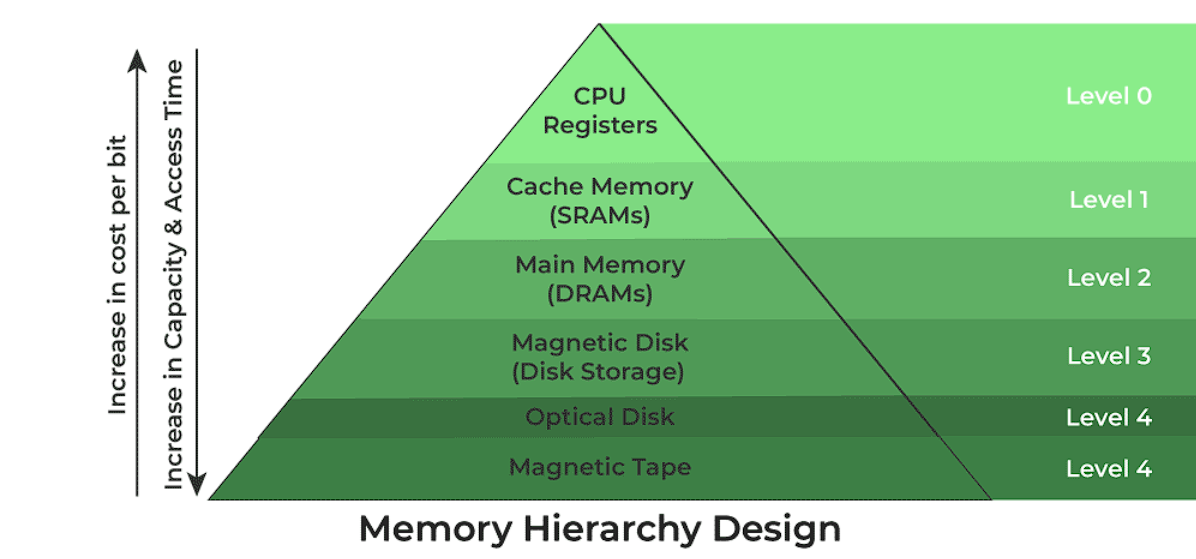 Increase in cost per bit
Increase in Capacity & Access Time
CPU
Registers
Level 0
Cache Memory
(SRAMs)
Level 1
Main Memory
(DRAMs)
Level 2
Magnetic Disk
(Disk Storage)
Level 3
Optical Disk
Level 4
Magnetic Tape
Level 4
Memory Hierarchy Design